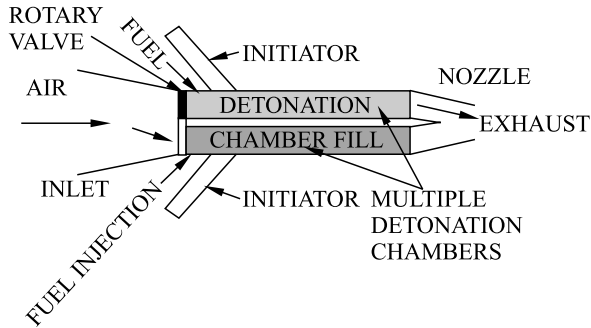 ROTARY
VALVE
FUEL
INITIATOR
AIR
NOZZLE
DETONATION
EXHAUST
CHAMBER FILL
INLET
INITIATOR
MULTIPLE
DETONATION
CHAMBERS
FUEL INJECTION